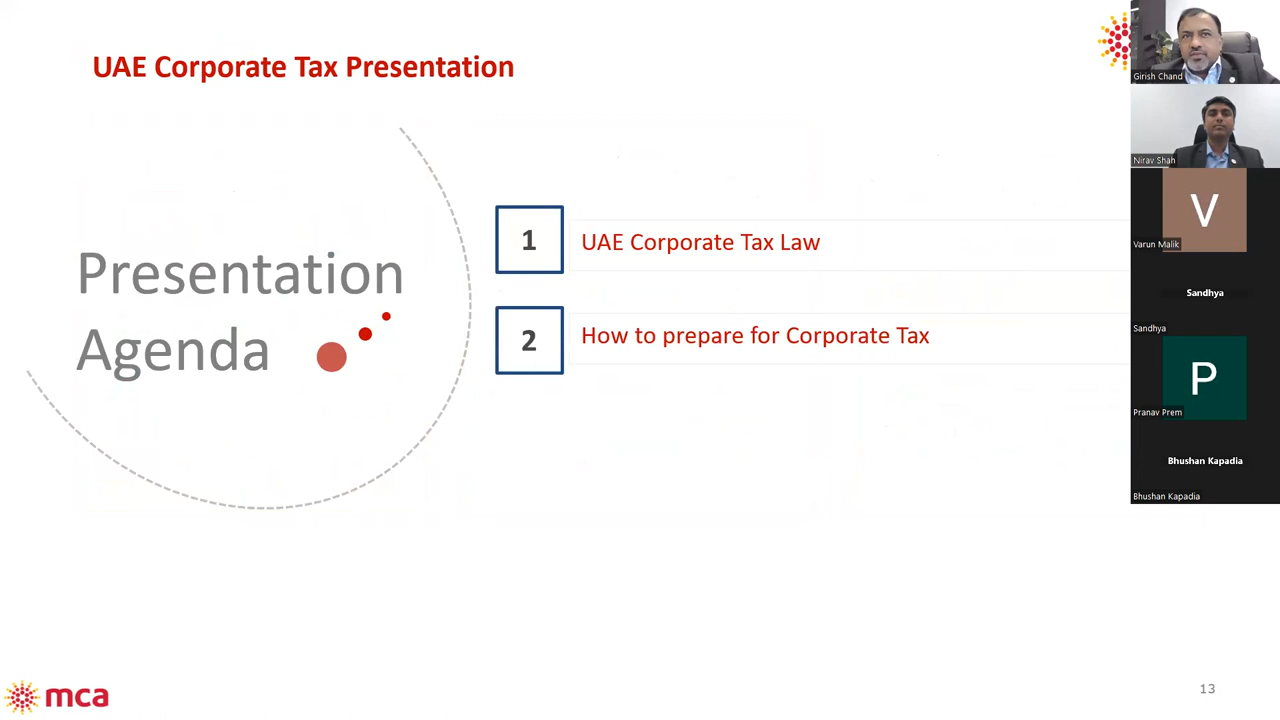 UAE Corporate Tax Presentation
Presentation
Agenda
1
UAE Corporate Tax Law
2
How to prepare for Corporate Tax
Girish Chand
Nirav Shah
V
Varun Malik
Sandhya
Sandhya
P
Pranav Prem
Bhushan Kapadia
Bhushan Kapadia
mca
13